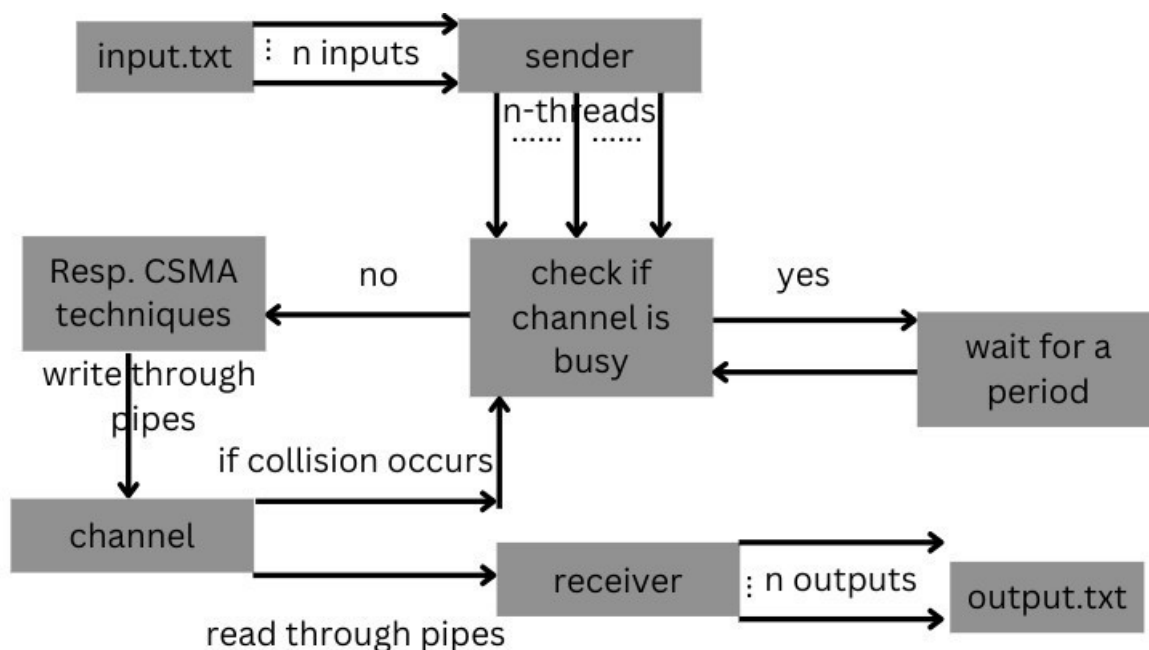 input.txt
⋮ n inputs
sender
n-threads
...... ......
Resp. CSMA
techniques
no
check if
channel is
busy
yes
wait for a
period
write through
pipes
if collision occurs
channel
receiver
⋮ n outputs
output.txt
read through pipes